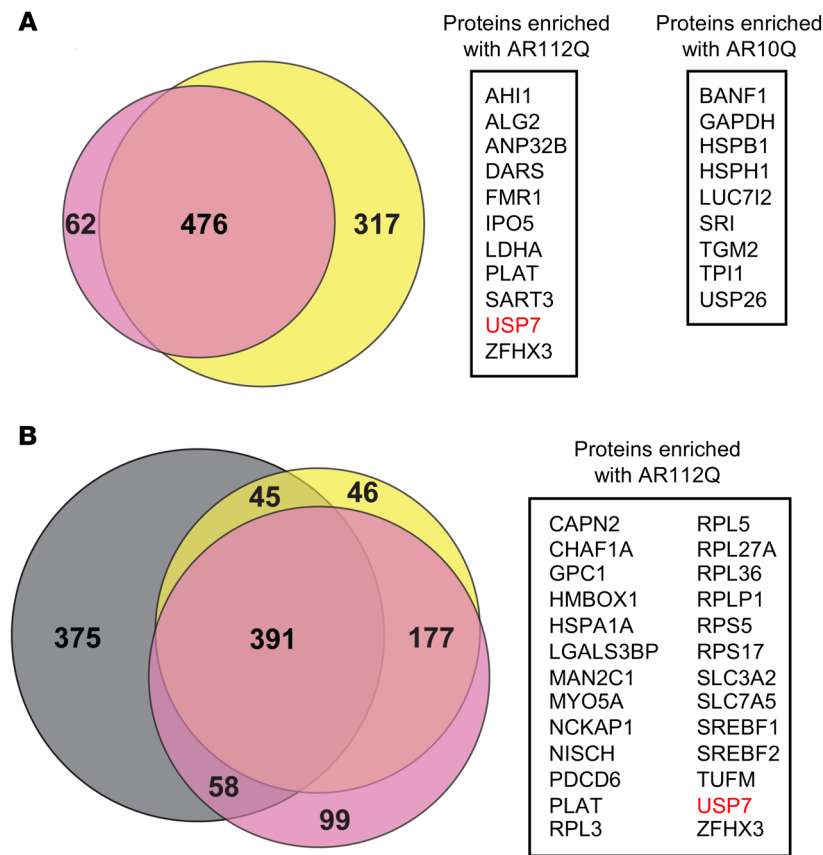 A
Proteins enriched
with AR112Q
Proteins enriched
with AR10Q
62
476
317
AHI1
ALG2
ANP32B
DARS
FMR1
IPO5
LDHA
PLAT
SART3
USP7
ZFHX3
BANF1
GAPDH
HSPB1
HSPH1
LUC7I2
SRI
TGM2
TPI1
USP26
B
45
46
375
391
177
58
99
Proteins enriched
with AR112Q
CAPN2
CHAF1A
GPC1
HMBOX1
HSPA1A
LGALS3BP
MAN2C1
MYO5A
NCKAP1
NISCH
PDCD6
PLAT
RPL3
RPL5
RPL27A
RPL36
RPLP1
RPS5
RPS17
SLC3A2
SLC7A5
SREBF1
SREBF2
TUFM
USP7
ZFHX3